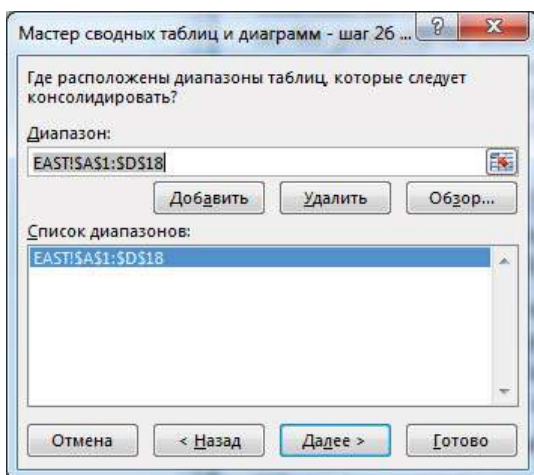 Мастер сводных таблиц и диаграмм - шаг 2б ...
Где расположены диапазоны таблиц, которые следует
консолидировать?
Диапазон:
EAST!$A$1:$D$18
Добавить
Удалить
Обзор...
Список диапазонов:
EAST!$A$1:$D$18
Отмена
< Назад
Далее >
Готово